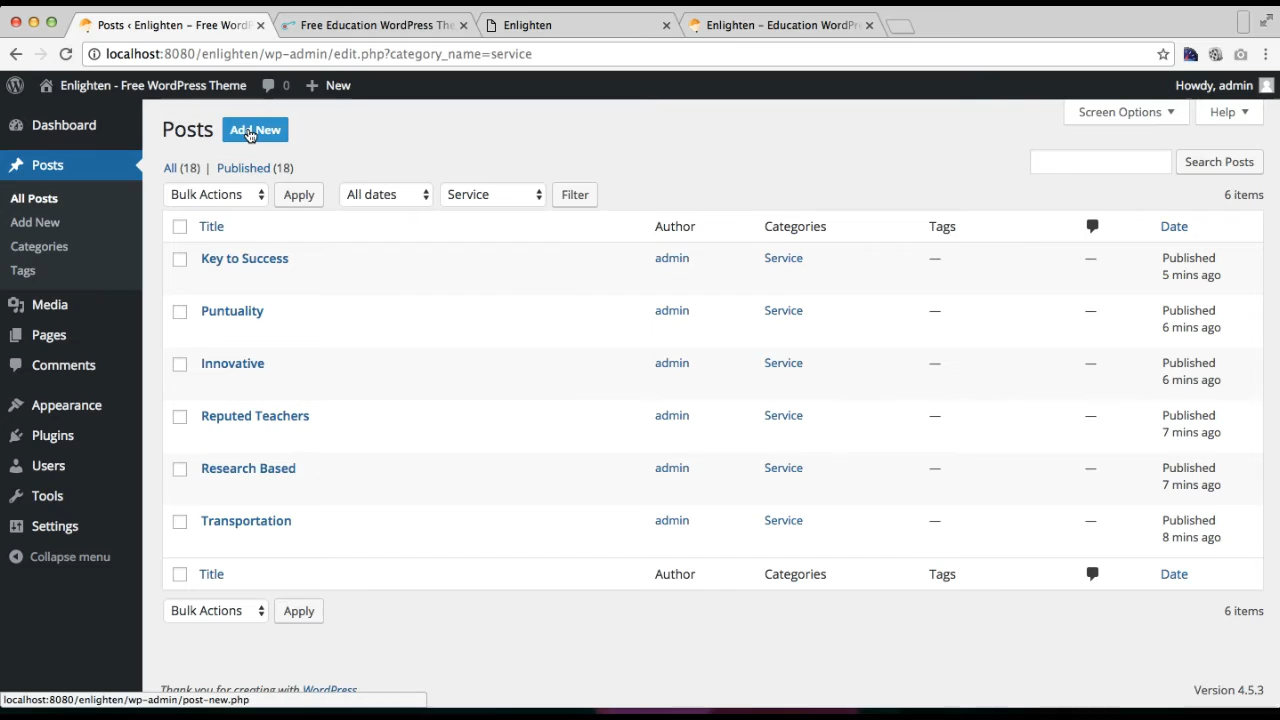 Posts ‹ Enlighten – Free WordP
Free Education WordPress The
Enlighten
Enlighten – Education WordPr
localhost:8080/enlighten/wp-admin/edit.php?category_name=service
Enlighten - Free WordPress Theme
0
New
Howdy, admin
Dashboard
Posts
All Posts
Add New
Categories
Tags
Media
Pages
Comments
Appearance
Plugins
Users
Tools
Settings
Collapse menu
Posts Add New
Screen Options
Help
All (18) | Published (18)
Search Posts
Bulk Actions Apply All dates Service Filter
6 items
Title Author Categories Tags Date
Key to Success admin Service — — Published
5 mins ago
Puntuality admin Service — — Published
6 mins ago
Innovative admin Service — — Published
6 mins ago
Reputed Teachers admin Service — — Published
7 mins ago
Research Based admin Service — — Published
7 mins ago
Transportation admin Service — — Published
8 mins ago
Title Author Categories Tags Date
Bulk Actions Apply
6 items
Thank you for creating with WordPress
Version 4.5.3
localhost:8080/enlighten/wp-admin/post-new.php